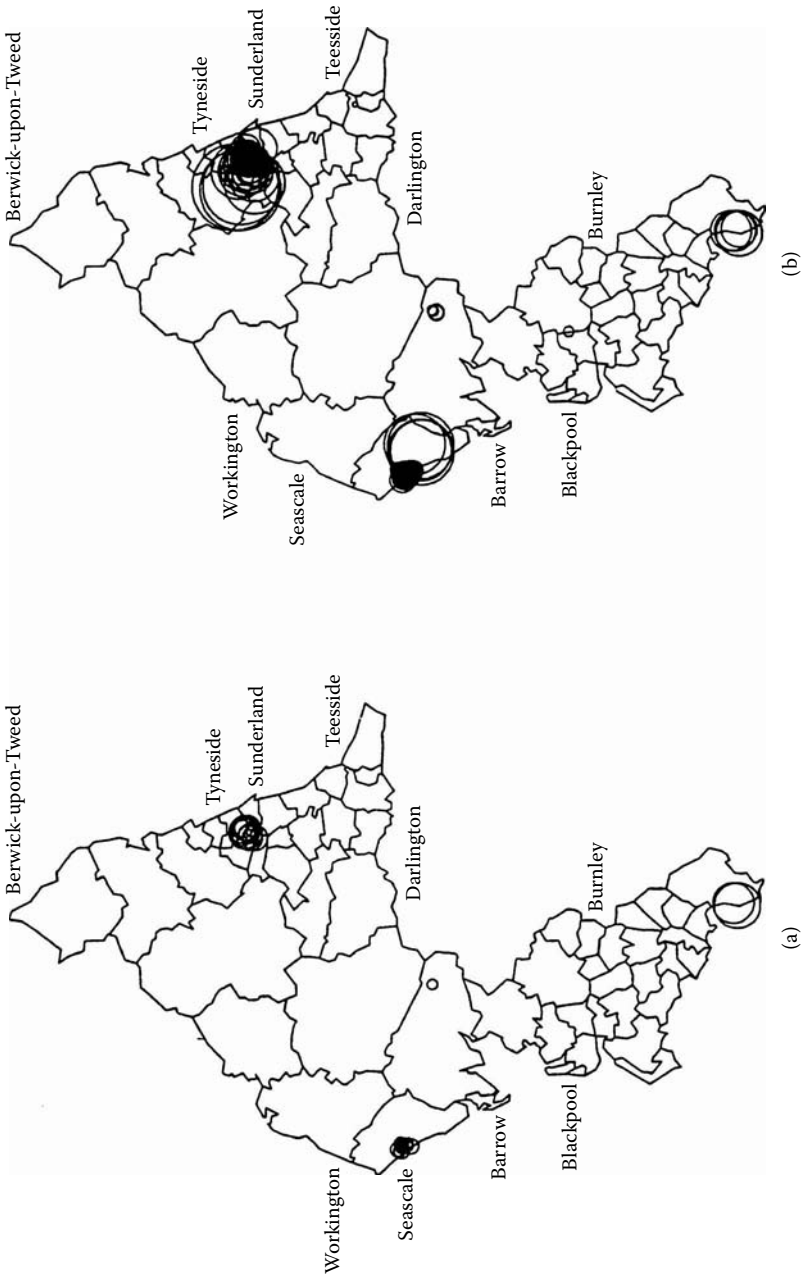 Berwick-upon-Tweed
Tyneside
Sunderland
Teesside
Workington
Seascale
Darlington
Barrow
Blackpool
Burnley
(a)
Berwick-upon-Tweed
Tyneside
Sunderland
Teesside
Workington
Seascale
Darlington
Barrow
Blackpool
Burnley
(b)